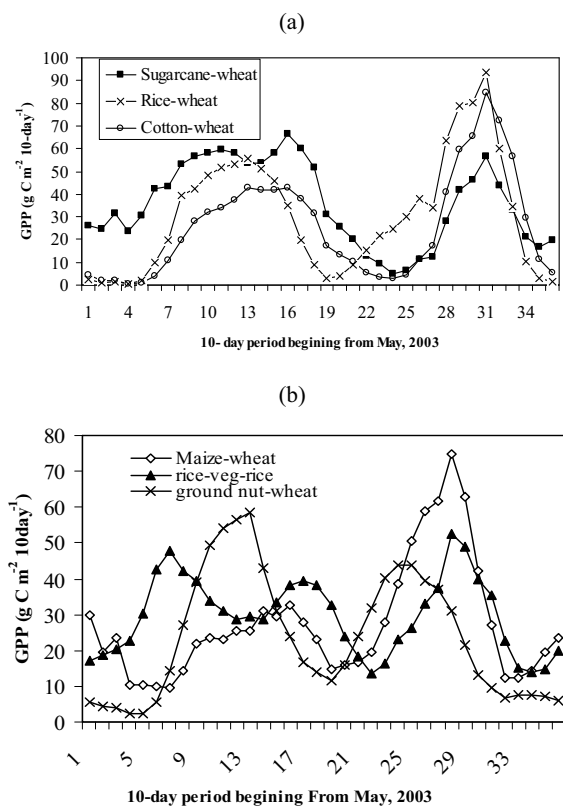 (a)
GPP (g C m⁻² 10-day⁻¹)
100
90
80
70
60
50
40
30
20
10
0
Sugarcane-wheat
Rice-wheat
Cotton-wheat
1 4 7 10 13 16 19 22 25 28 31 34
10- day period begining from May, 2003
(b)
GPP (g C m⁻² 10day⁻¹)
80
70
60
50
40
30
20
10
0
Maize-wheat
rice-veg-rice
ground nut-wheat
1 5 9 13 17 21 25 29 33
10-day period begining From May, 2003